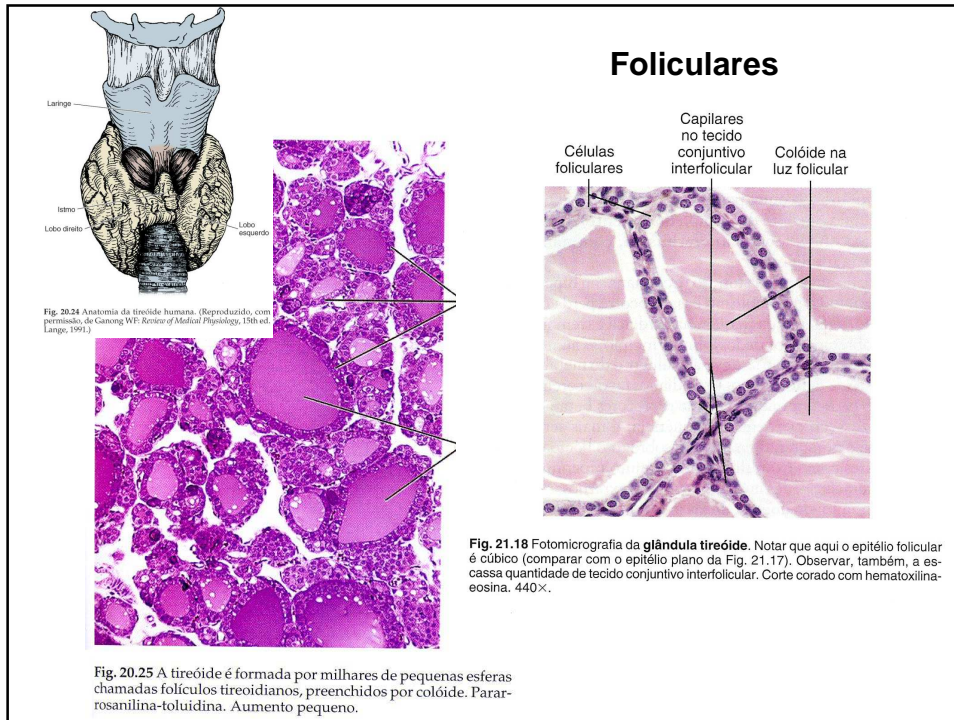 Foliculares
Laringe
Istmo
Lobo direito
Lobo
esquerdo
Fig. 20.24 Anatomia da tireóide humana. (Reproduzido, com
permissão, de Ganong WF: Review of Medical Physiology, 15th ed.
Lange, 1991.)
Células
foliculares
Capilares
no tecido
conjuntivo
interfolicular
Colóide na
luz folicular
Fig. 21.18 Fotomicrografia da glândula tireóide. Notar que aqui o epitélio folicular
é cúbico (comparar com o epitélio plano da Fig. 21.17). Observar, também, a es-
cassa quantidade de tecido conjuntivo interfolicular. Corte corado com hematoxilina-
eosina. 440×.
Fig. 20.25 A tireóide é formada por milhares de pequenas esferas
chamadas folículos tireoidianos, preenchidos por colóide. Parar-
rosanilina-toluidina. Aumento pequeno.